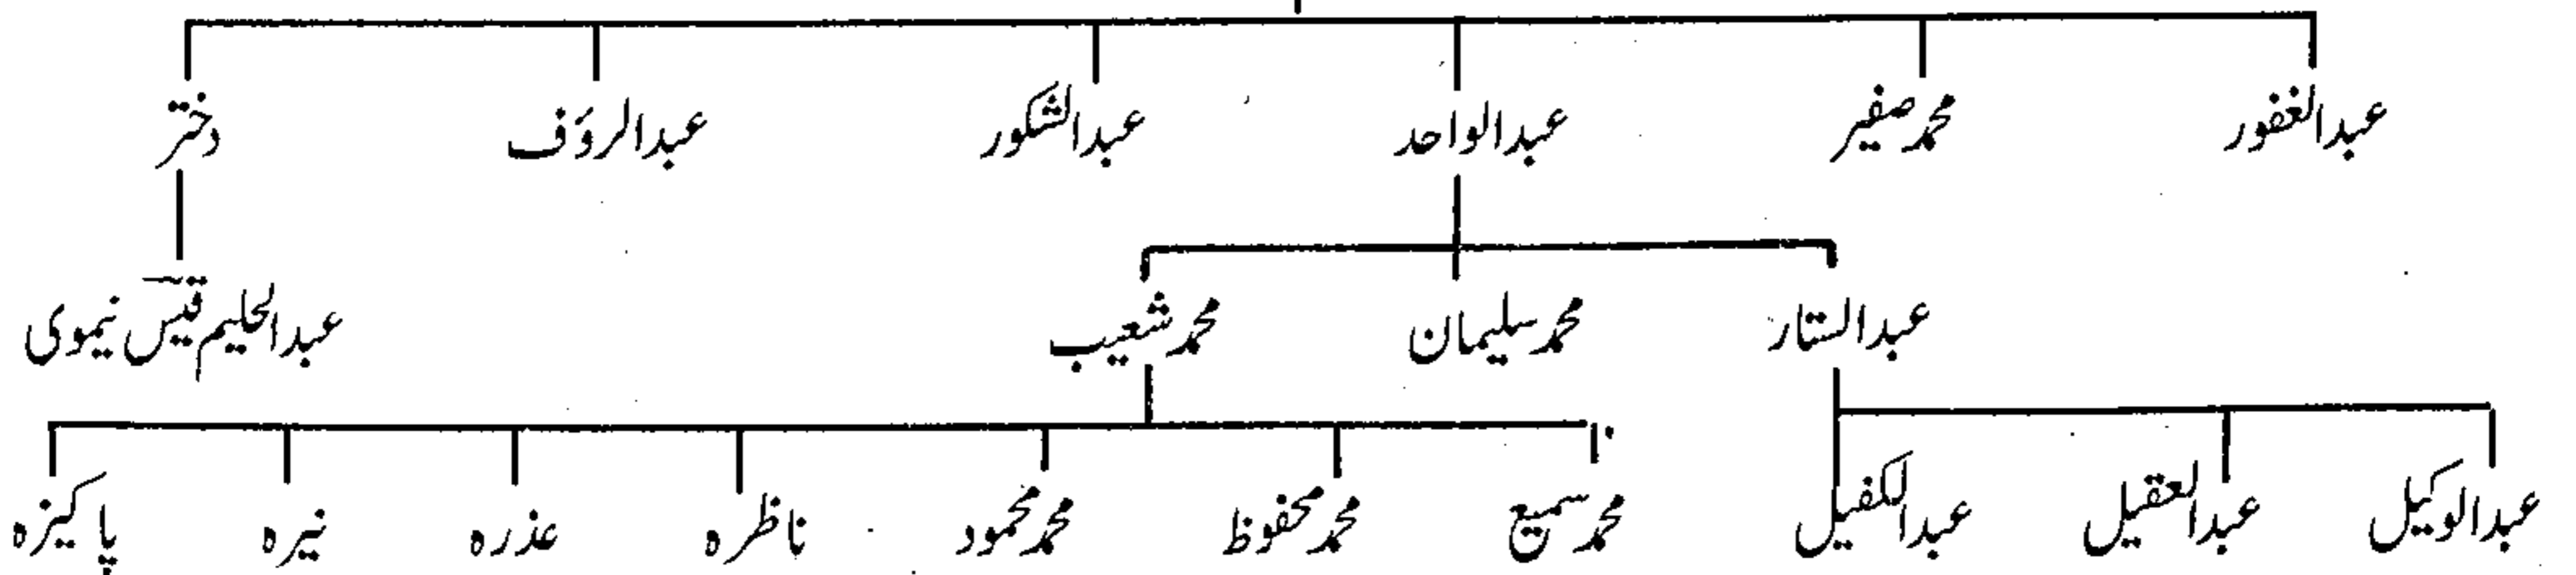 عبدالغفور محمد صفیر عبدالواحد عبدالشکور عبدالرؤف دختر
عبدالستار محمد سلیمان محمد شعیب عبدالحلیم قیس نیموی
عبدالوکیل عبدالعقیل عبدالکفیل محمد سمیع محمد محفوظ محمد محمود ناظرہ عذرہ نیرہ پاکیزہ